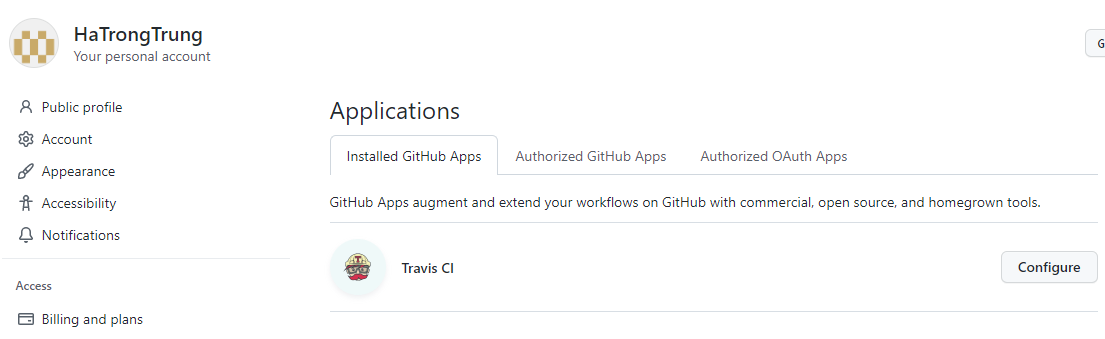 HaTrongTrung
Your personal account
G
Public profile
Account
Appearance
Accessibility
Notifications
Access
Billing and plans
Applications
Installed GitHub Apps
Authorized GitHub Apps
Authorized OAuth Apps
GitHub Apps augment and extend your workflows on GitHub with commercial, open source, and homegrown tools.
Travis CI
Configure